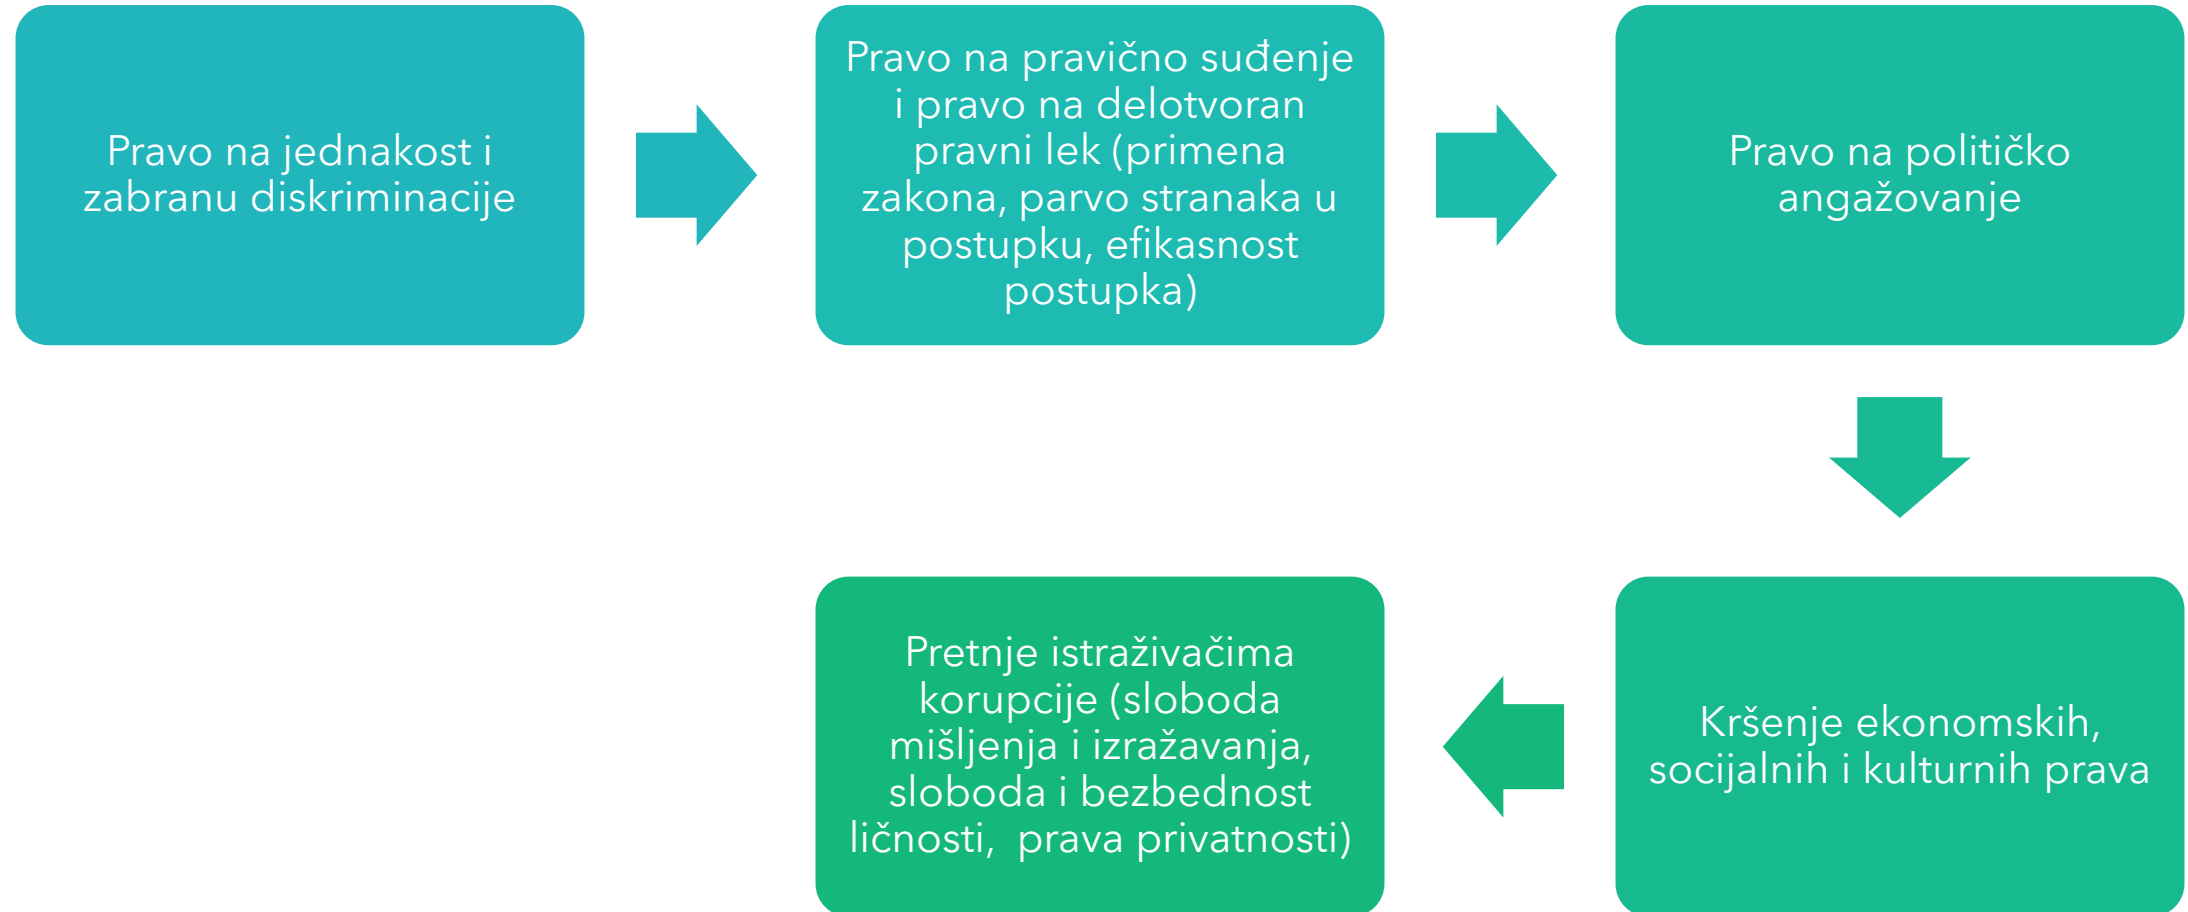 Pravo na jednakost i
zabranu diskriminacije
Pravo na pravično suđenje
i pravo na delotvoran
pravni lek (primena
zakona, parvo stranaka u
postupku, efikasnost
postupka)
Pravo na političko
angažovanje
Kršenje ekonomskih,
socijalnih i kulturnih prava
Pretnje istraživačima
korupcije (sloboda
mišljenja i izražavanja,
sloboda i bezbednost
ličnosti,  prava privatnosti)